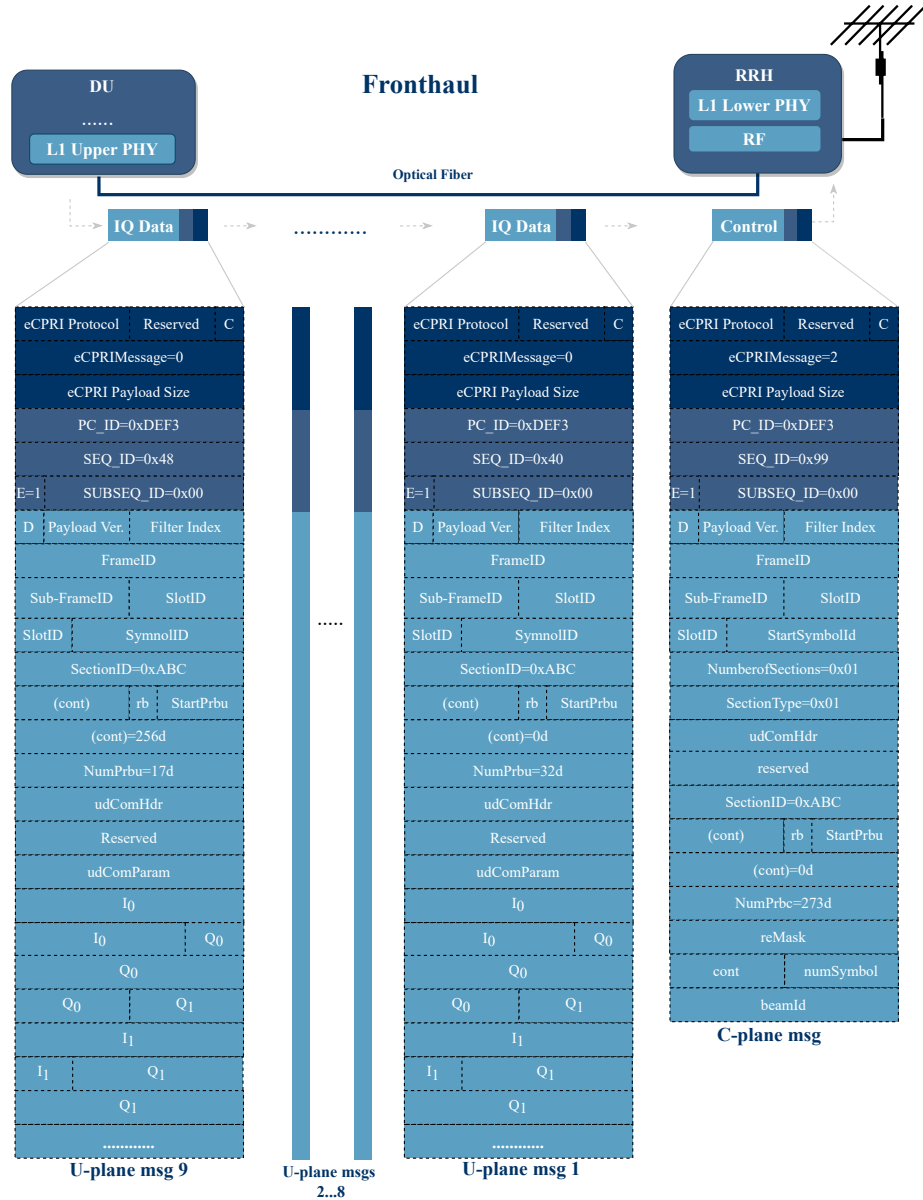 DU
......
L1 Upper PHY
Fronthaul
RRH
L1 Lower PHY
RF
Optical Fiber
IQ Data
............
IQ Data
Control
eCPRI Protocol
Reserved
C
eCPRIMessage=0
eCPRI Payload Size
PC_ID=0xDEF3
SEQ_ID=0x48
E=1
SUBSEQ_ID=0x00
D
Payload Ver.
Filter Index
FrameID
Sub-FrameID
SlotID
SlotID
SymnolID
SectionID=0xABC
(cont)
rb
StartPrbu
(cont)=256d
NumPrbu=17d
udComHdr
Reserved
udComParam
I0
I0
Q0
Q0
Q0
Q1
I1
I1
Q1
Q1
............
U-plane msg 9
.....
U-plane msgs
2...8
eCPRI Protocol
Reserved
C
eCPRIMessage=0
eCPRI Payload Size
PC_ID=0xDEF3
SEQ_ID=0x40
E=1
SUBSEQ_ID=0x00
D
Payload Ver.
Filter Index
FrameID
Sub-FrameID
SlotID
SlotID
SymnolID
SectionID=0xABC
(cont)
rb
StartPrbu
(cont)=0d
NumPrbu=32d
udComHdr
Reserved
udComParam
I0
I0
Q0
Q0
Q0
Q1
I1
I1
Q1
Q1
............
U-plane msg 1
eCPRI Protocol
Reserved
C
eCPRIMessage=2
eCPRI Payload Size
PC_ID=0xDEF3
SEQ_ID=0x99
E=1
SUBSEQ_ID=0x00
D
Payload Ver.
Filter Index
FrameID
Sub-FrameID
SlotID
SlotID
StartSymbolId
NumberofSections=0x01
SectionType=0x01
udComHdr
reserved
SectionID=0xABC
(cont)
rb
StartPrbu
(cont)=0d
NumPrbc=273d
reMask
cont
numSymbol
beamId
C-plane msg